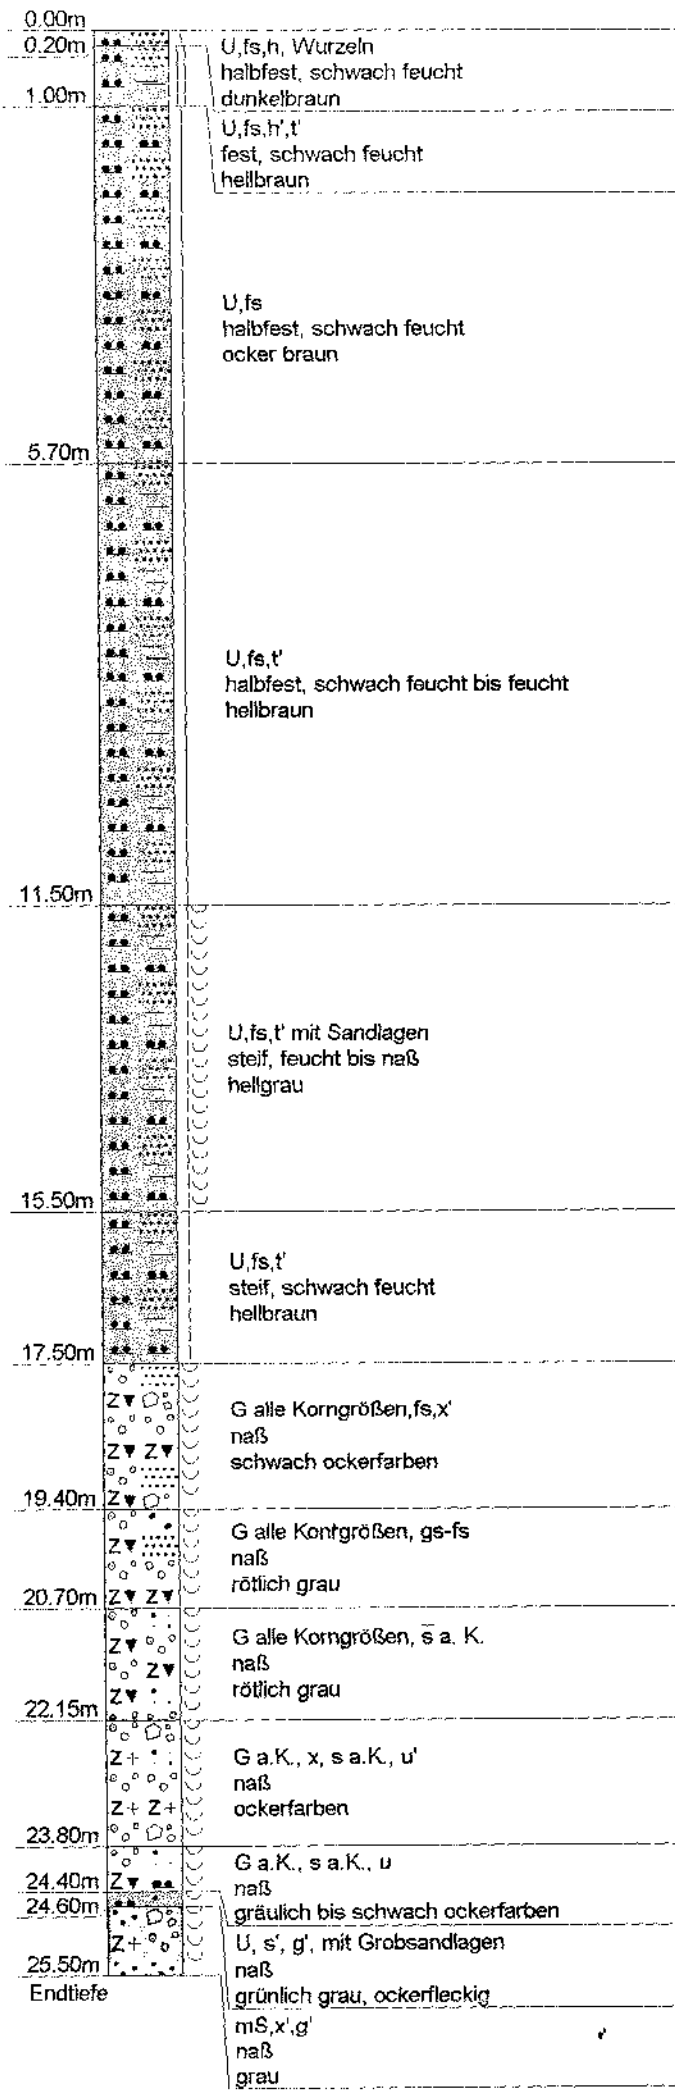 0.00m
0.20m
U,fs,h, Wurzeln
halbfest, schwach feucht
dunkelbraun
1.00m
U,fs,h',t'
fest, schwach feucht
hellbraun
U,fs
halbfest, schwach feucht
ocker braun
5.70m
U,fs,t'
halbfest, schwach feucht bis feucht
hellbraun
11.50m
U,fs,t' mit Sandlagen
steif, feucht bis naß
hellgrau
15.50m
U,fs,t'
steif, schwach feucht
hellbraun
17.50m
G alle Korngrößen,fs,x'
naß
schwach ockerfarben
Z Z Z Z
19.40m
G alle Korngrößen, gs-fs
naß
rötlich grau
Z Z Z
20.70m
G alle Korngrößen, s̅ a. K.
naß
rötlich grau
Z Z Z
22.15m
G a.K., x, s a.K., u'
naß
ockerfarben
Z+ Z+ Z+
23.80m
G a.K., s a.K., u
naß
gräulich bis schwach ockerfarben
Z
24.40m
24.60m
U, s', g', mit Grobsandlagen
naß
grünlich grau, ockerfleckig
Z+
25.50m
Endtiefe
mS,x',g'
naß
grau